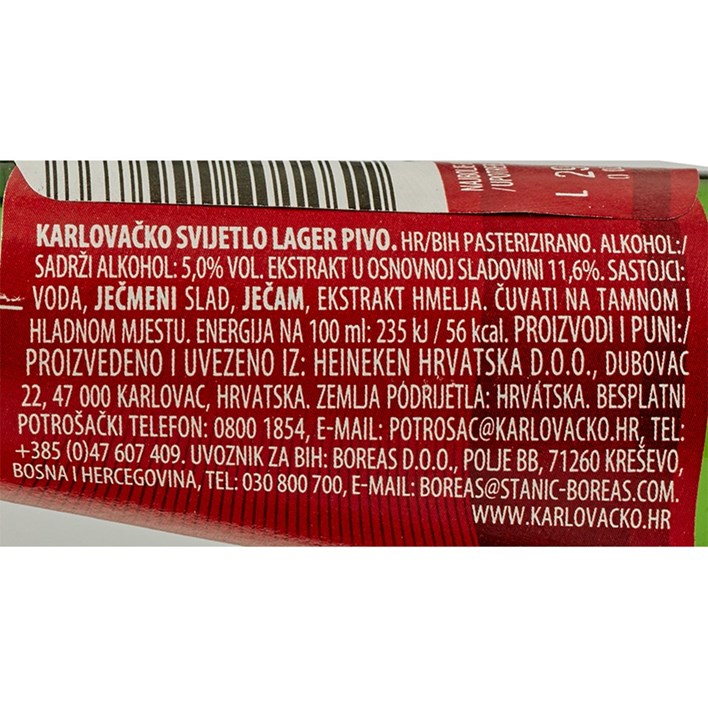 NAJBOLJE
/UPOTRE
L 29
KARLOVAČKO SVIJETLO LAGER PIVO. HR/BIH PASTERIZIRANO. ALKOHOL:/
SADRŽI ALKOHOL: 5,0% VOL. EKSTRAKT U OSNOVNOJ SLADOVINI 11,6%. SASTOJCI:
VODA, JEČMENI SLAD, JEČAM, EKSTRAKT HMELJA. ČUVATI NA TAMNOM I
HLADNOM MJESTU. ENERGIJA NA 100 ml: 235 kJ / 56 kcal. PROIZVODI I PUNI:/
PROIZVEDENO I UVEZENO IZ: HEINEKEN HRVATSKA D.O.O., DUBOVAC
22, 47 000 KARLOVAC, HRVATSKA. ZEMLJA PODRIJETLA: HRVATSKA. BESPLATNI
POTROŠAČKI TELEFON: 0800 1854, E-MAIL: POTROSAC@KARLOVACKO.HR, TEL:
+385 (0)47 607 409. UVOZNIK ZA BIH: BOREAS D.O.O., POLJE BB, 71260 KREŠEVO,
BOSNA I HERCEGOVINA, TEL: 030 800 700, E-MAIL: BOREAS@STANIC-BOREAS.COM.
WWW.KARLOVACKO.HR